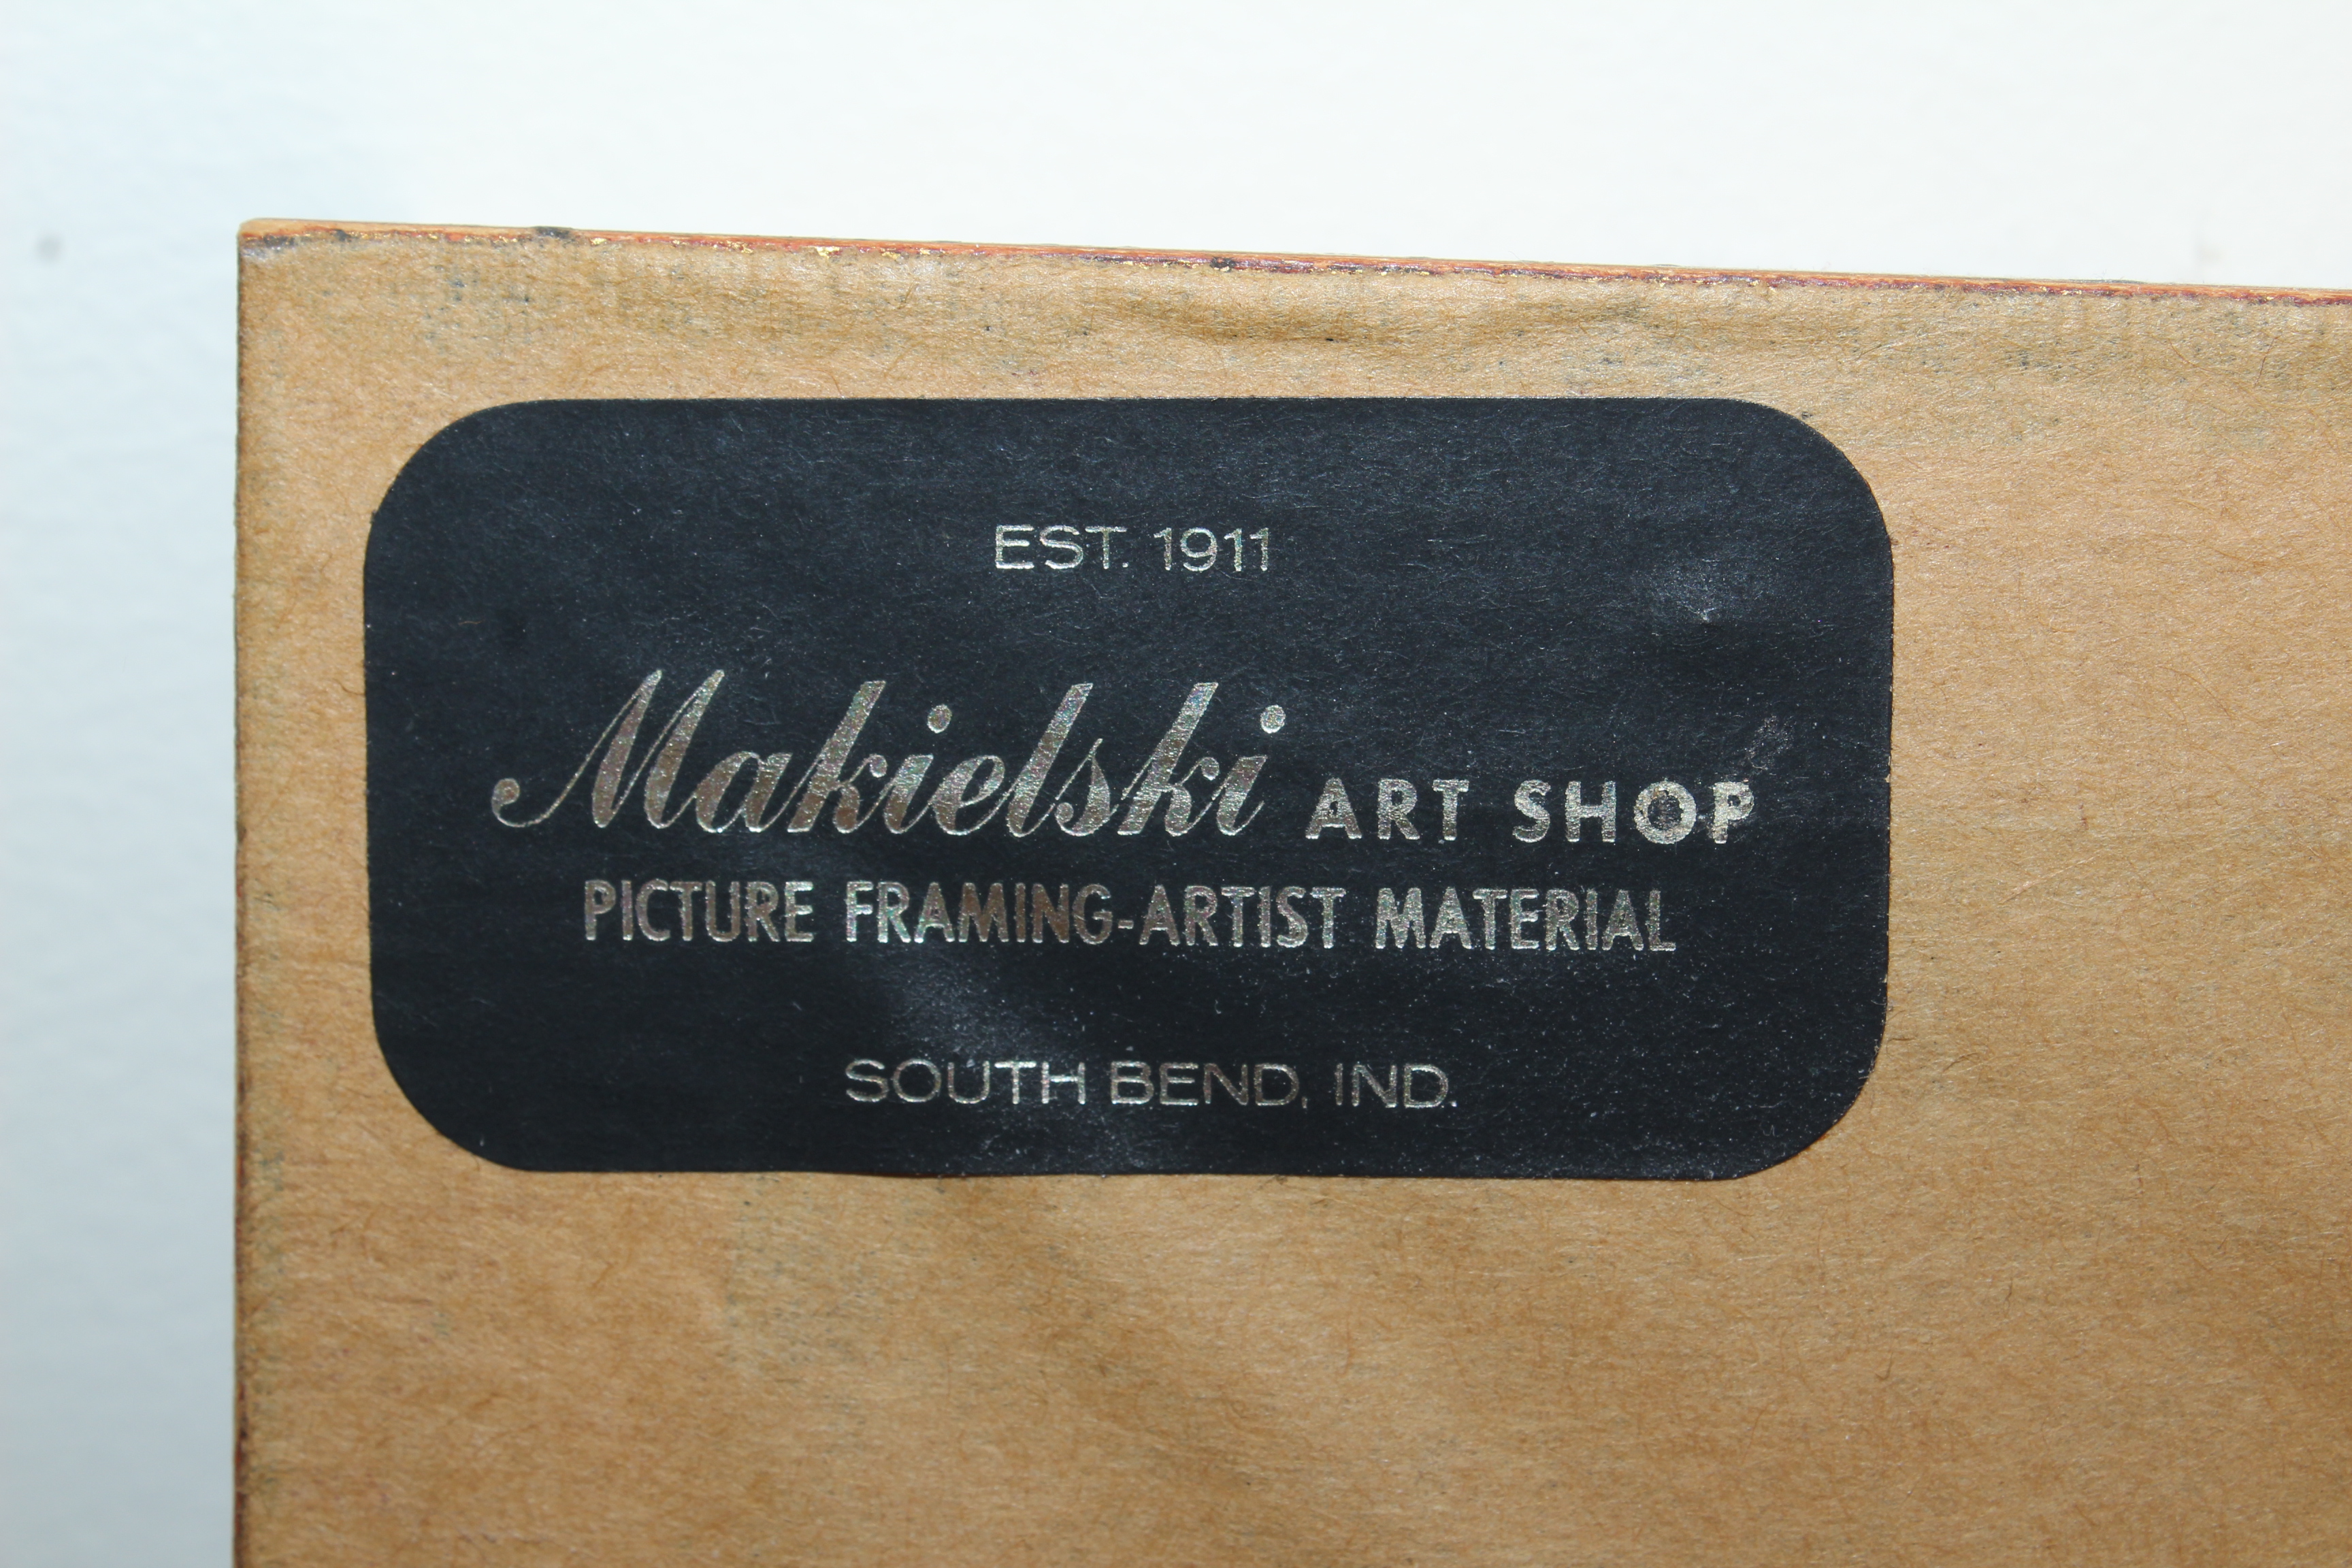 EST. 1911
Makielski ART SHOP
PICTURE FRAMING-ARTIST MATERIAL
SOUTH BEND, IND.